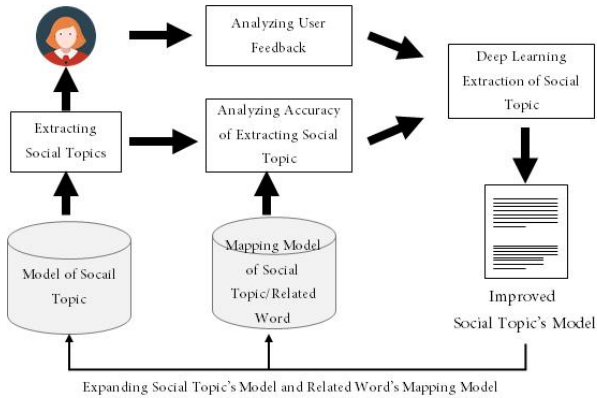 Analyzing User
Feedback
Deep Learning
Extraction of Social
Topic
Extracting
Social Topics
Analyzing Accuracy
of Extracting Social
Topic
Model of Socail
Topic
Mapping Model
of Social
Topic/Related
Word
Improved
Social Topic's Model
Expanding Social Topic's Model and Related Word's Mapping Model